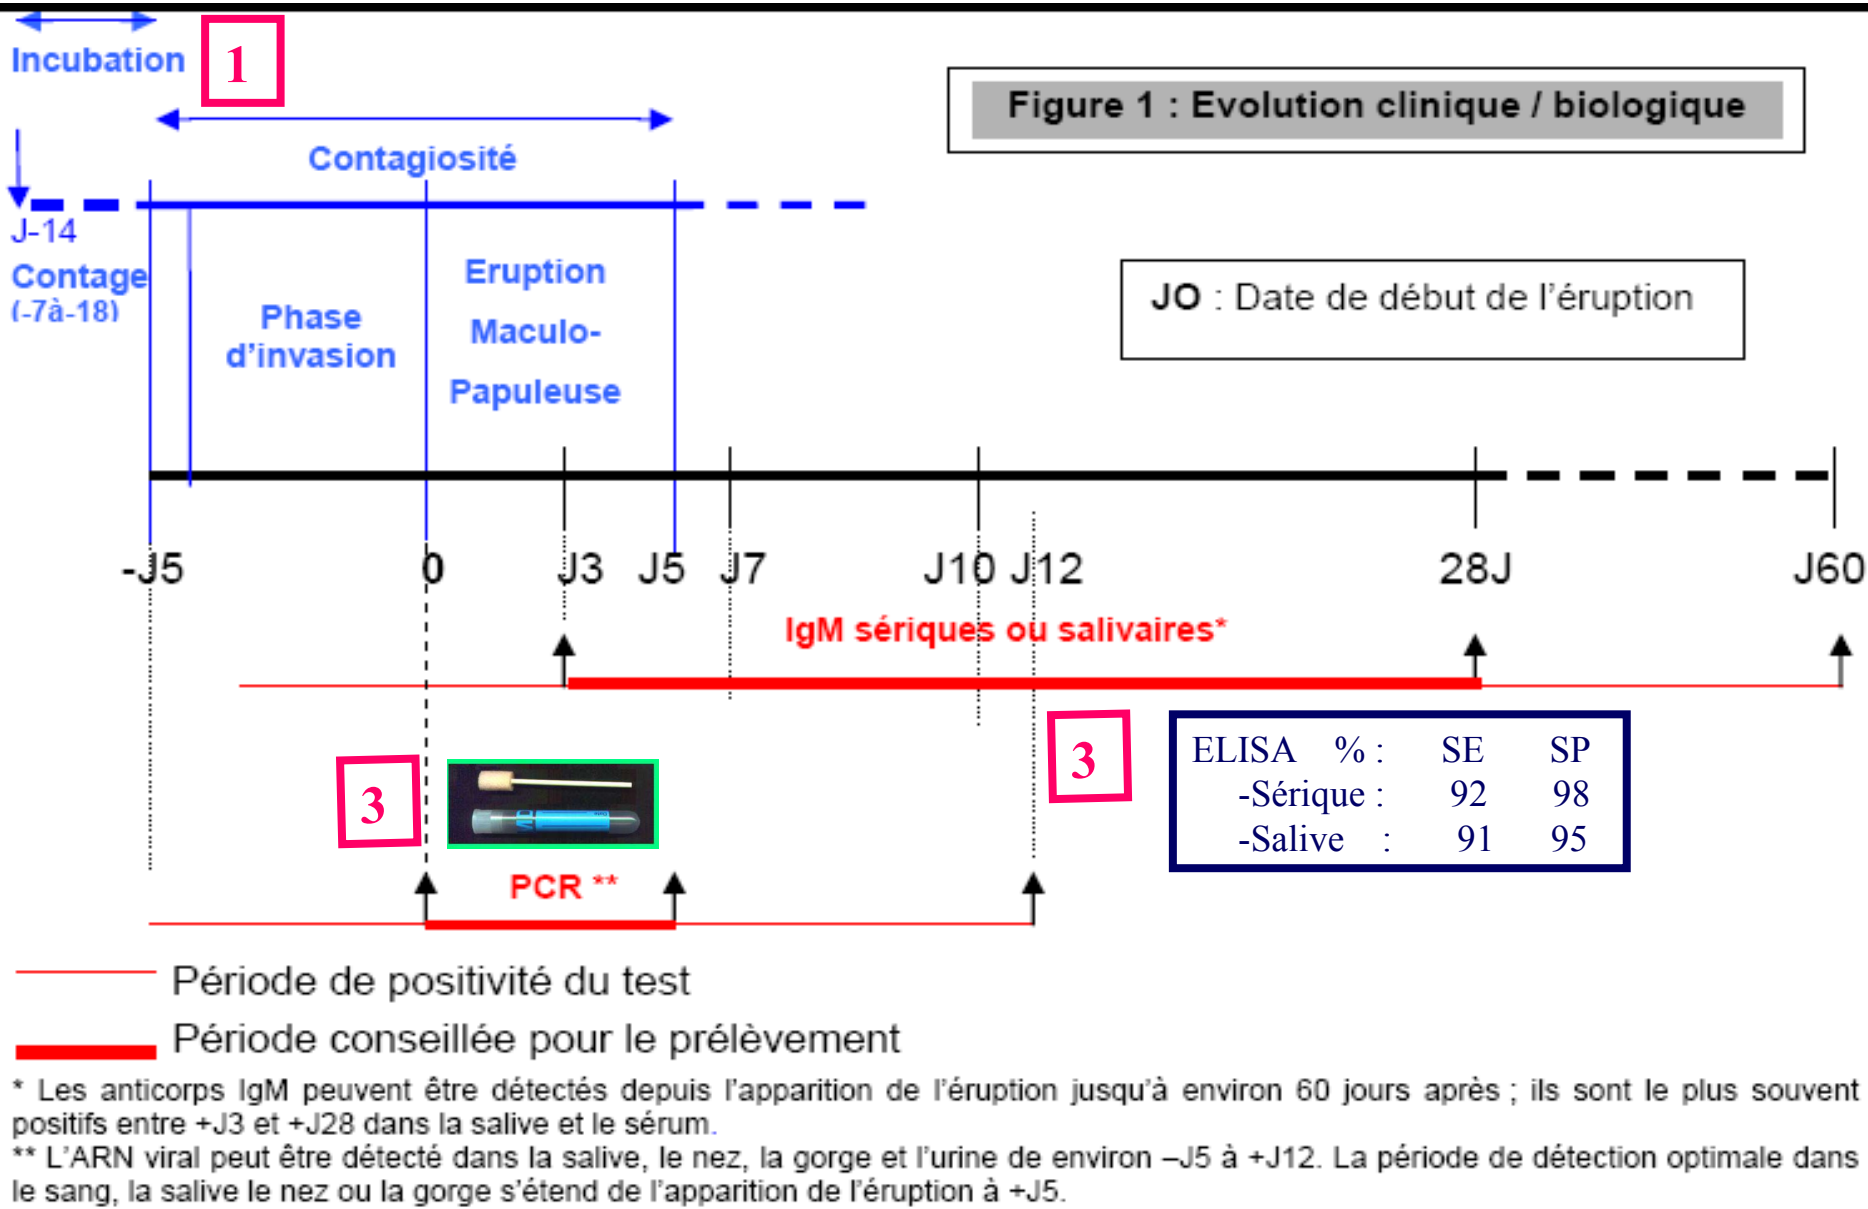 Incubation
1
Figure 1 : Evolution clinique / biologique
Contagiosité
J-14
Contage
(-7à-18)
Phase
d'invasion
Eruption
Maculo-
Papuleuse
JO : Date de début de l'éruption
-J5 0 J3 J5 J7 J10 J12 28J J60
IgM sériques ou salivaires*
3
ELISA % : SE SP
-Sérique : 92 98
-Salive : 91 95
3
PCR **
Période de positivité du test
Période conseillée pour le prélèvement
* Les anticorps IgM peuvent être détectés depuis l'apparition de l'éruption jusqu'à environ 60 jours après ; ils sont le plus souvent
positifs entre +J3 et +J28 dans la salive et le sérum.
** L'ARN viral peut être détecté dans la salive, le nez, la gorge et l'urine de environ –J5 à +J12. La période de détection optimale dans
le sang, la salive le nez ou la gorge s'étend de l'apparition de l'éruption à +J5.